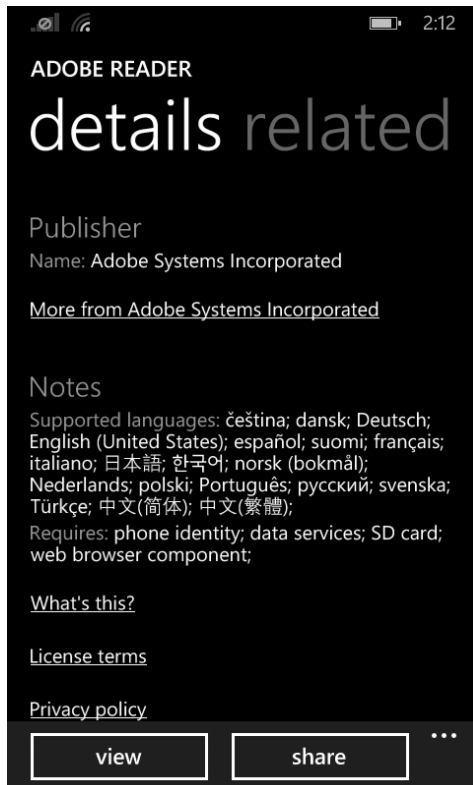 2:12
ADOBE READER
details related
Publisher
Name: Adobe Systems Incorporated
More from Adobe Systems Incorporated
Notes
Supported languages: čeština; dansk; Deutsch;
English (United States); español; suomi; français;
italiano; 日本語; 한국어; norsk (bokmål);
Nederlands; polski; Português; русский; svenska;
Türkçe; 中文(简体); 中文(繁體);
Requires: phone identity; data services; SD card;
web browser component;
What's this?
License terms
Privacy policy
view share